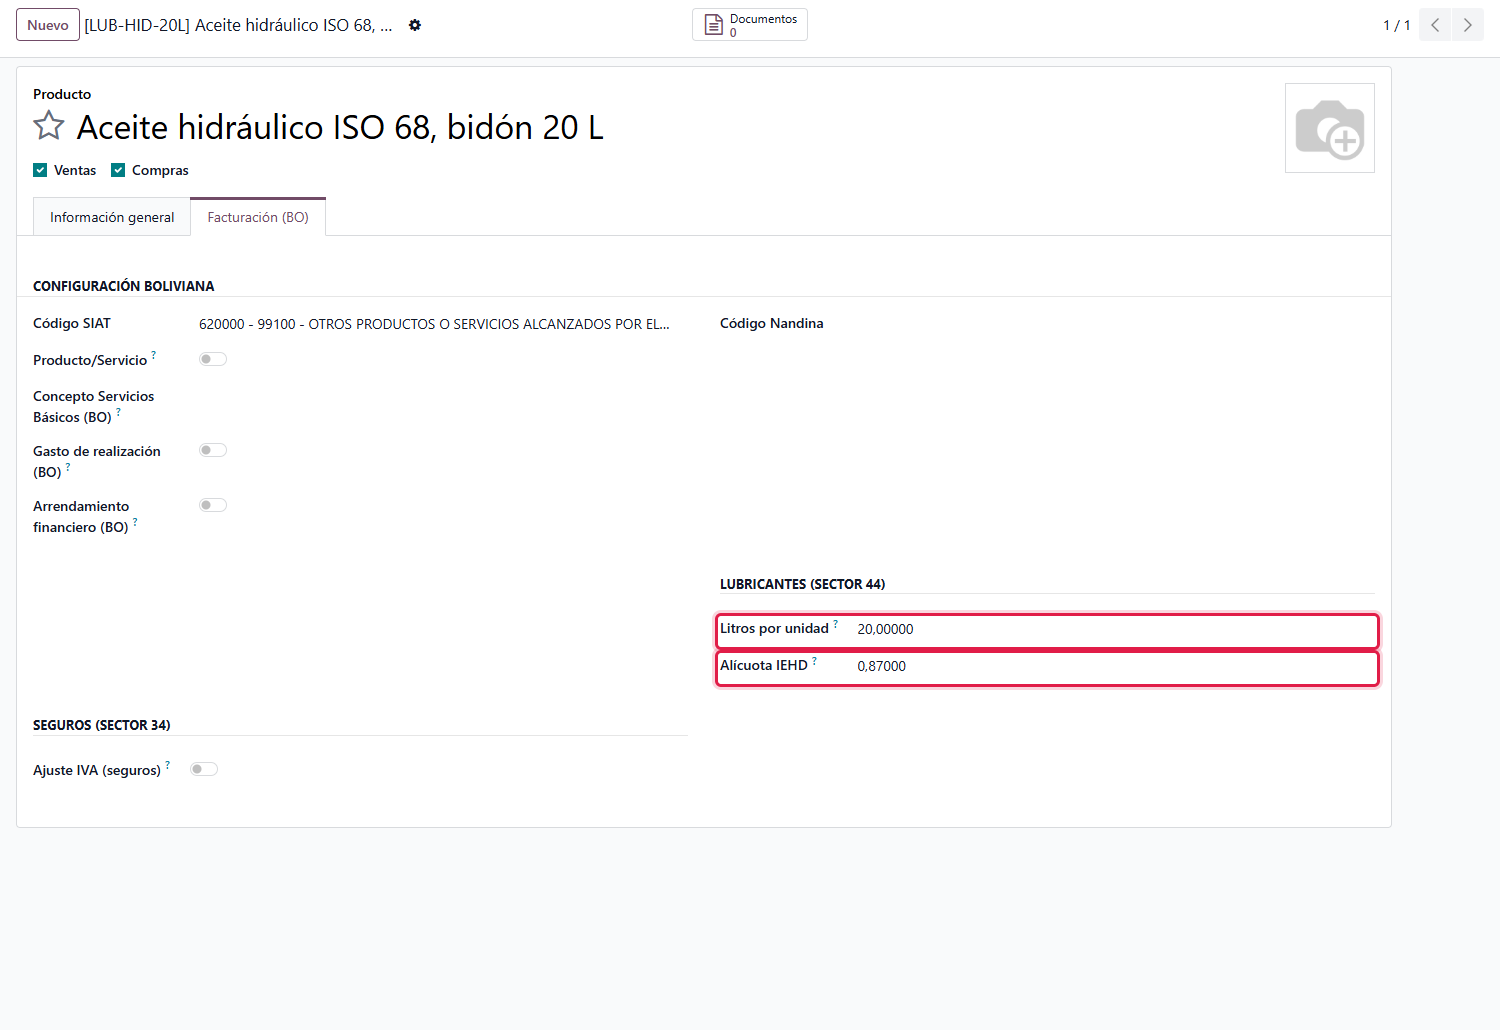 Nuevo [LUB-HID-20L] Aceite hidráulico ISO 68, ...
Documentos
0
1 / 1
Producto
Aceite hidráulico ISO 68, bidón 20 L
Ventas Compras
Información general Facturación (BO)
CONFIGURACIÓN BOLIVIANA
Código SIAT 620000 - 99100 - OTROS PRODUCTOS O SERVICIOS ALCANZADOS POR EL... Código Nandina
Producto/Servicio ?
Concepto Servicios
Básicos (BO) ?
Gasto de realización
(BO) ?
Arrendamiento
financiero (BO) ?
LUBRICANTES (SECTOR 44)
Litros por unidad ? 20,00000
Alícuota IEHD ? 0,87000
SEGUROS (SECTOR 34)
Ajuste IVA (seguros) ?